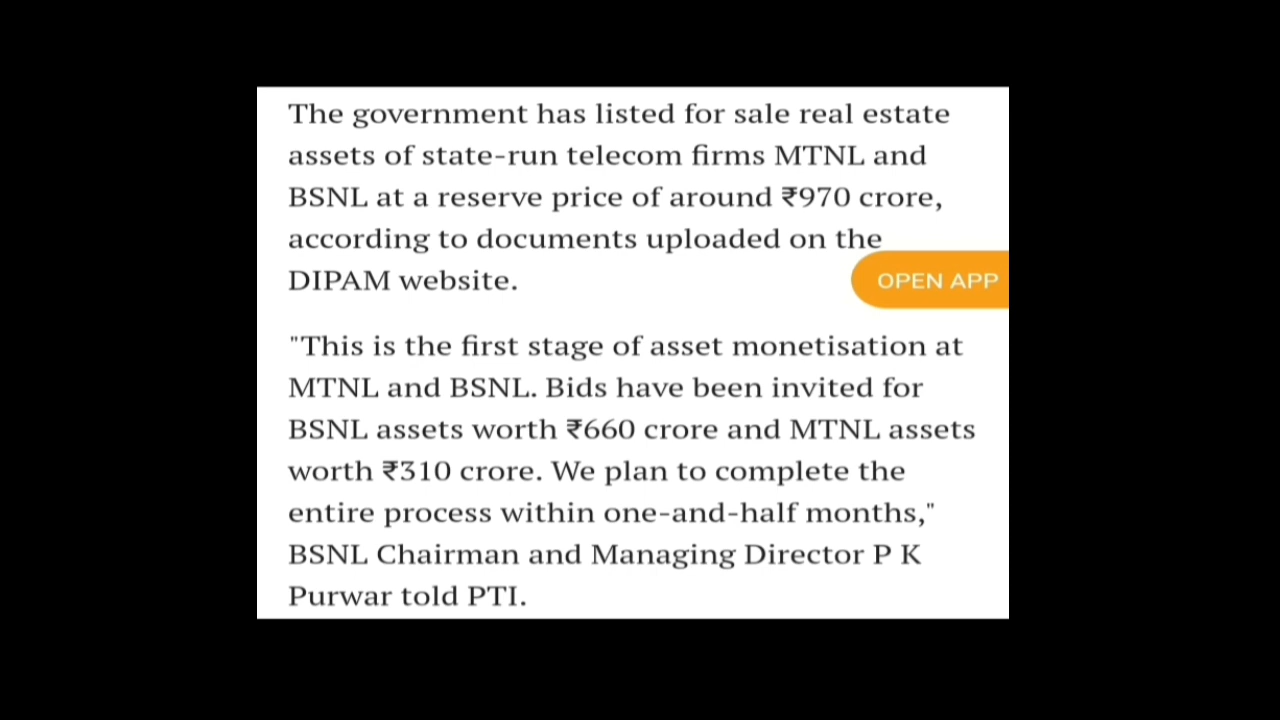 The government has listed for sale real estate
assets of state-run telecom firms MTNL and
BSNL at a reserve price of around ₹970 crore,
according to documents uploaded on the
DIPAM website.
OPEN APP
"This is the first stage of asset monetisation at
MTNL and BSNL. Bids have been invited for
BSNL assets worth ₹660 crore and MTNL assets
worth ₹310 crore. We plan to complete the
entire process within one-and-half months,"
BSNL Chairman and Managing Director P K
Purwar told PTI.